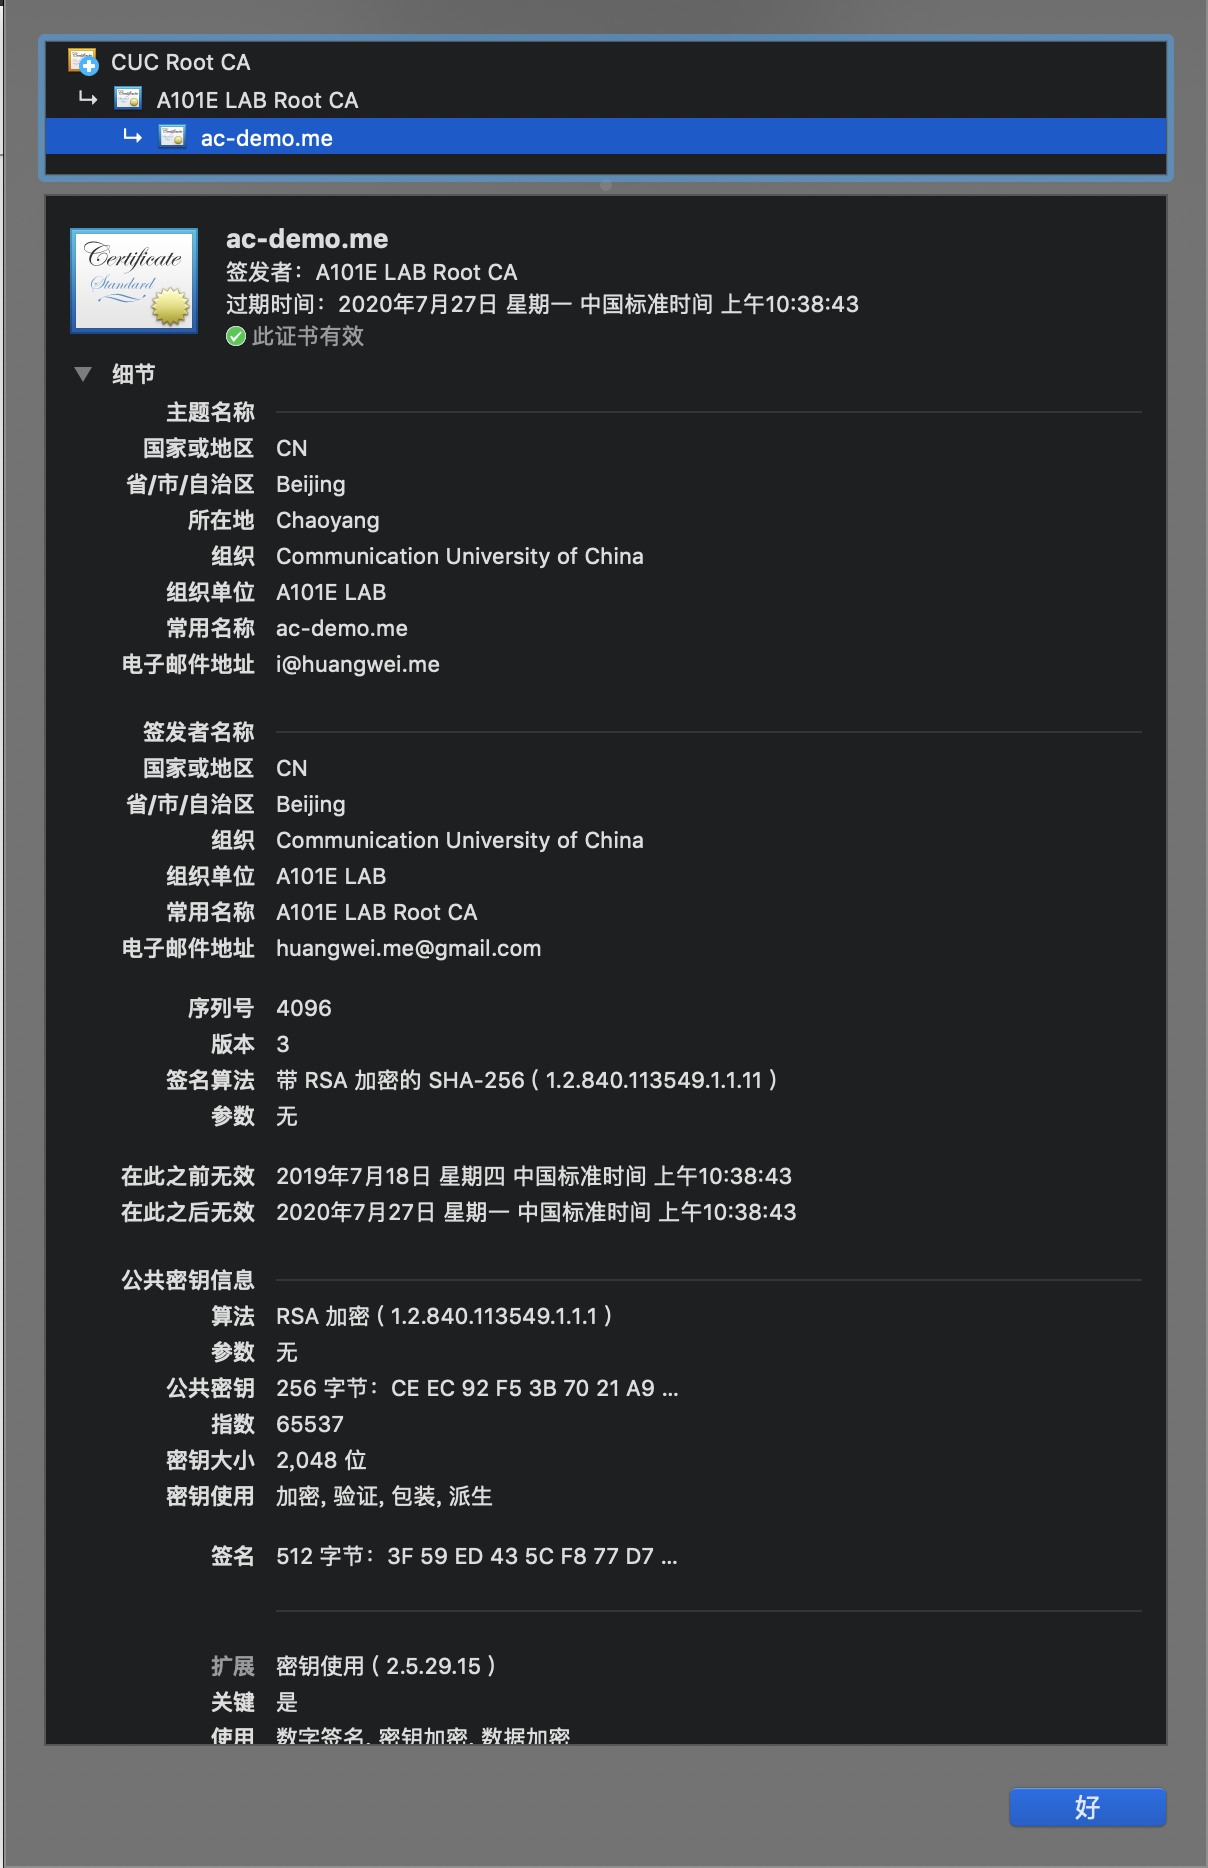 CUC Root CA
A101E LAB Root CA
ac-demo.me
Certificate
Standard
ac-demo.me
签发者：A101E LAB Root CA
过期时间：2020年7月27日 星期一 中国标准时间 上午10:38:43
此证书有效
细节
主题名称
国家或地区 CN
省/市/自治区 Beijing
所在地 Chaoyang
组织 Communication University of China
组织单位 A101E LAB
常用名称 ac-demo.me
电子邮件地址 i@huangwei.me
签发者名称
国家或地区 CN
省/市/自治区 Beijing
组织 Communication University of China
组织单位 A101E LAB
常用名称 A101E LAB Root CA
电子邮件地址 huangwei.me@gmail.com
序列号 4096
版本 3
签名算法 带 RSA 加密的 SHA-256 ( 1.2.840.113549.1.1.11 )
参数 无
在此之前无效 2019年7月18日 星期四 中国标准时间 上午10:38:43
在此之后无效 2020年7月27日 星期一 中国标准时间 上午10:38:43
公共密钥信息
算法 RSA 加密 ( 1.2.840.113549.1.1.1 )
参数 无
公共密钥 256 字节：CE EC 92 F5 3B 70 21 A9 ...
指数 65537
密钥大小 2,048 位
密钥使用 加密, 验证, 包装, 派生
签名 512 字节：3F 59 ED 43 5C F8 77 D7 ...
扩展 密钥使用 ( 2.5.29.15 )
关键 是
使用 数字签名, 密钥加密, 数据加密
好